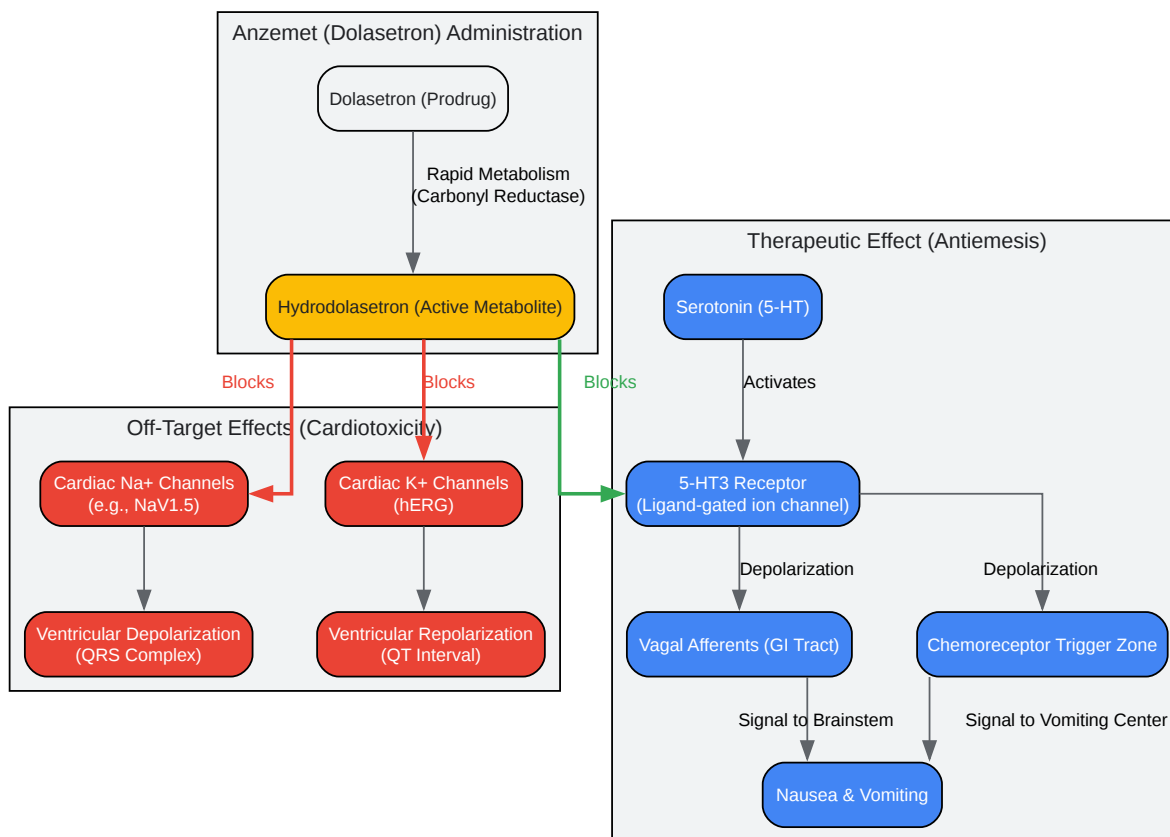 Anzemet (Dolasetron) Administration
Dolasetron (Prodrug)
Rapid Metabolism
(Carbonyl Reductase)
Hydrodolasetron (Active Metabolite)
Blocks
Blocks
Blocks
Off-Target Effects (Cardiotoxicity)
Cardiac Na+ Channels
(e.g., NaV1.5)
Cardiac K+ Channels
(hERG)
Ventricular Depolarization
(QRS Complex)
Ventricular Repolarization
(QT Interval)
Therapeutic Effect (Antiemesis)
Serotonin (5-HT)
Activates
5-HT3 Receptor
(Ligand-gated ion channel)
Depolarization
Depolarization
Vagal Afferents (GI Tract)
Chemoreceptor Trigger Zone
Signal to Brainstem
Signal to Vomiting Center
Nausea & Vomiting